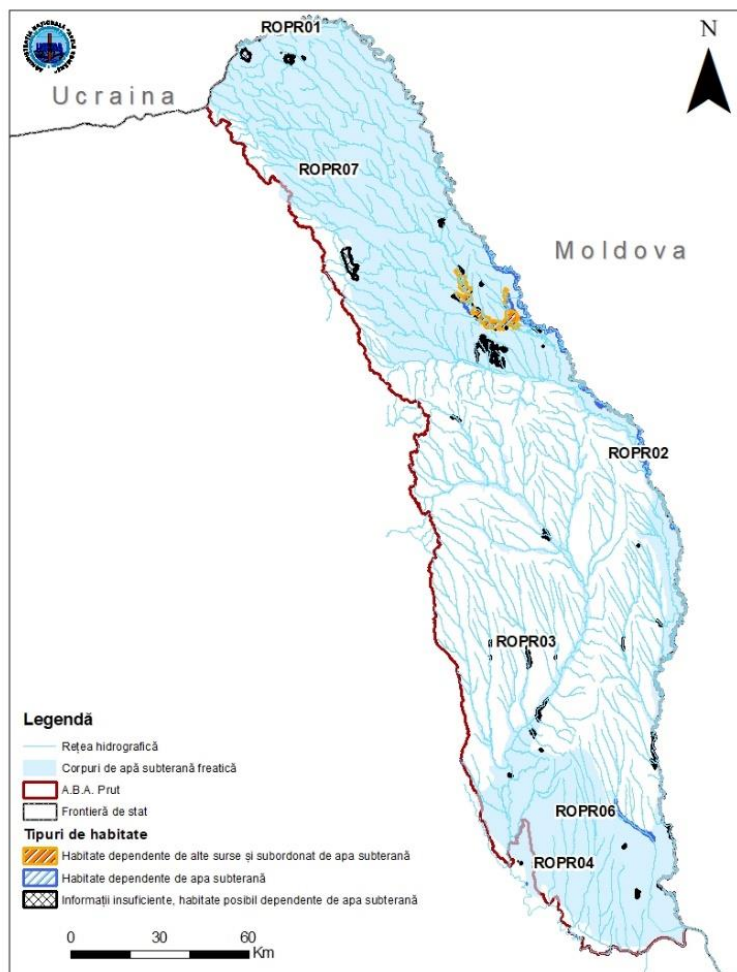 ROPR01
N
Ucraina
ROPR07
Moldova
ROPR02
ROPR03
Legendă
Rețea hidrografică
Corpuri de apă subterană freatică
A.B.A. Prut
Frontieră de stat
ROPR06
Tipuri de habitate
Habitate dependente de alte surse și subordonat de apa subterană
ROPR04
Habitate dependente de apa subterană
Informații insuficiente, habitate posibil dependente de apa subterană
0 30 60
Km